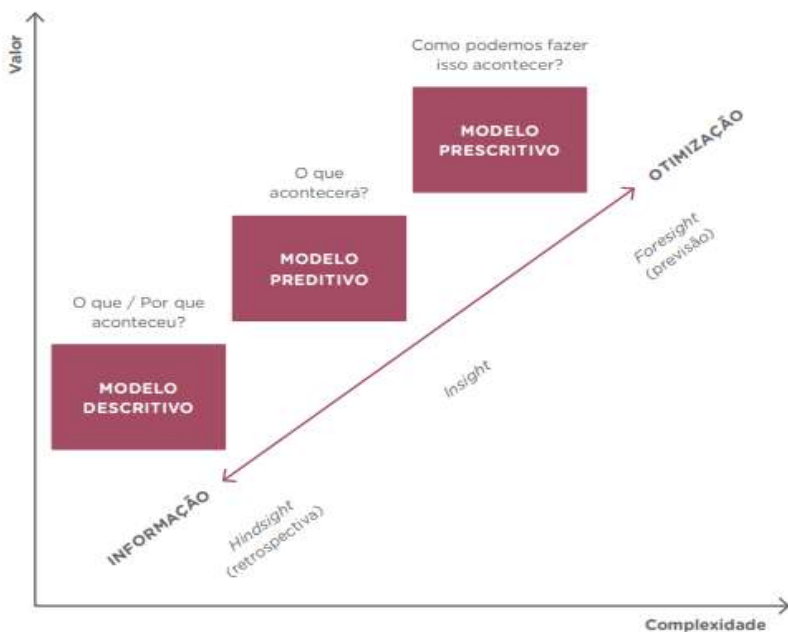 Valor
Como podemos fazer
isso acontecer?
MODELO
PRESCRITIVO
OTIMIZAÇÃO
O que
acontecerá?
MODELO
PREDITIVO
Foresight
(previsão)
O que / Por que
aconteceu?
MODELO
DESCRITIVO
Insight
INFORMAÇÃO
Hindsight
(retrospectiva)
Complexidade